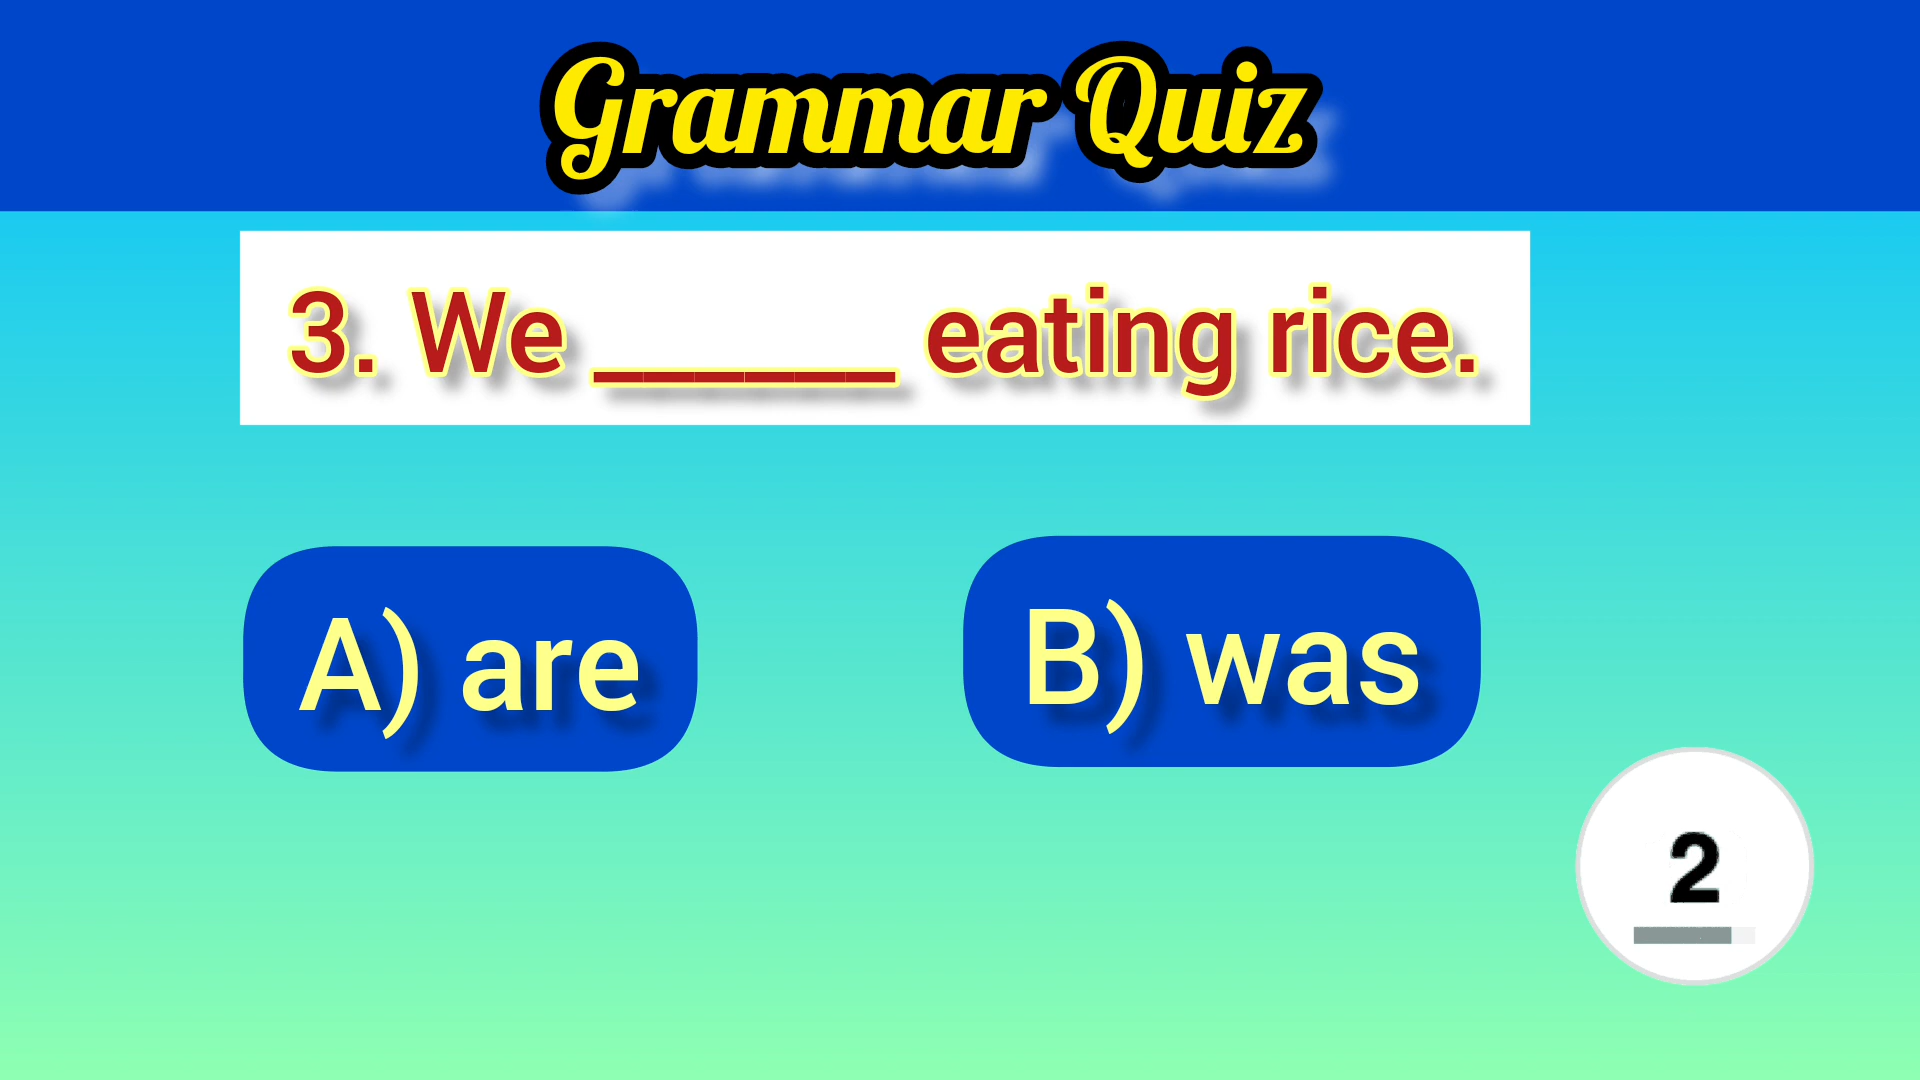 Grammar Quiz
3. We ______ eating rice.
A) are
B) was
2